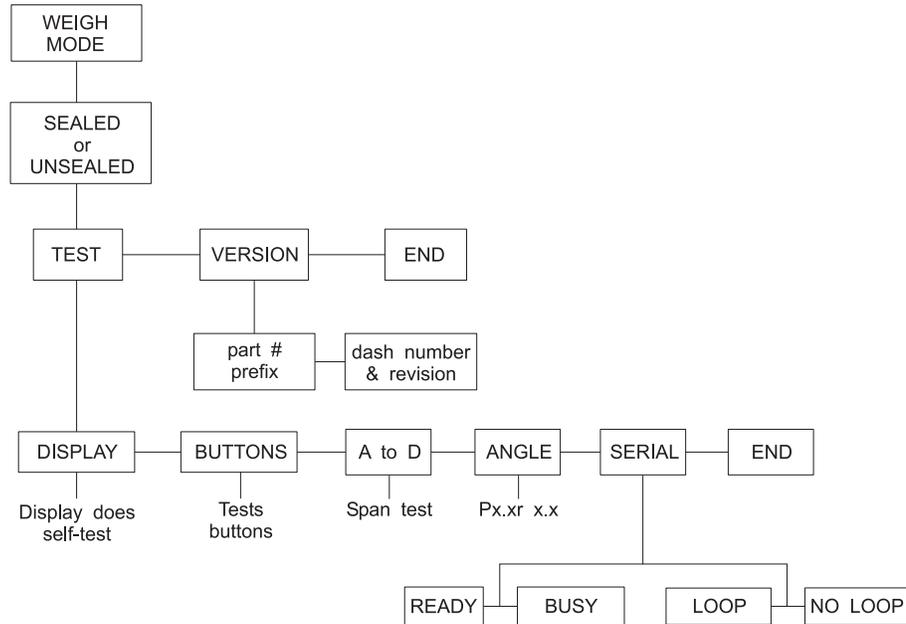 WEIGH
MODE
SEALED
or
UNSEALED
TEST
VERSION
END
part #
prefix
dash number
& revision
DISPLAY
BUTTONS
A to D
ANGLE
SERIAL
END
Display does
self-test
Tests
buttons
Span test
Px.xr x.x
READY
BUSY
LOOP
NO LOOP